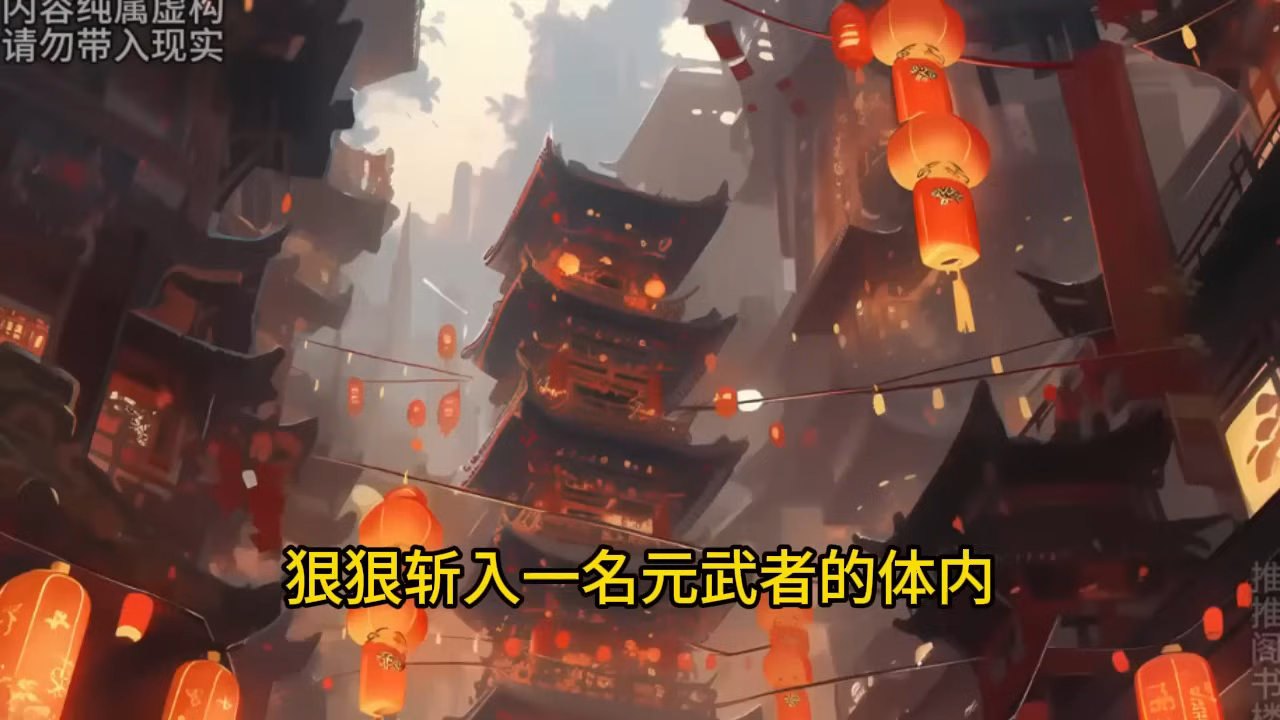 内容纯属虚构
请勿带入现实
狠狠斩入一名元武者的体内
推推阁书楼